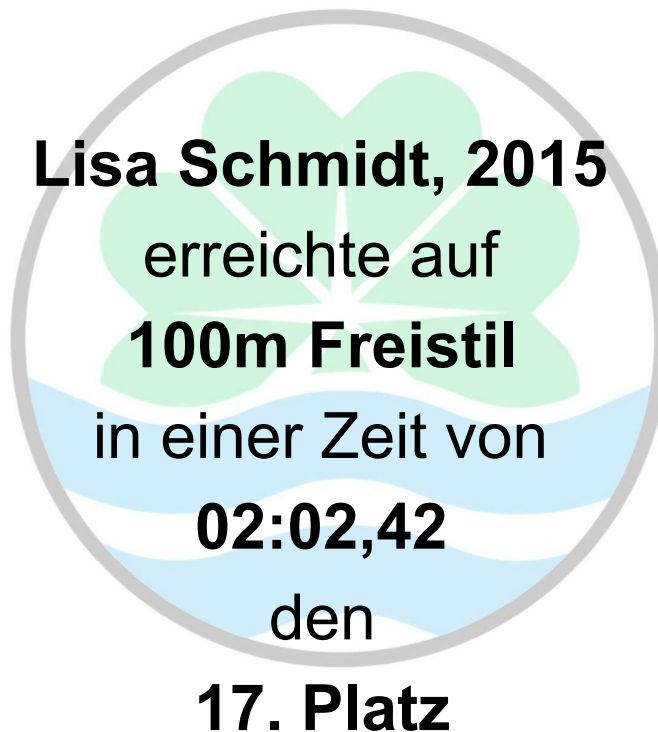 Lisa Schmidt, 2015
erreichte auf
100m Freistil
in einer Zeit von
02:02,42
den
17. Platz